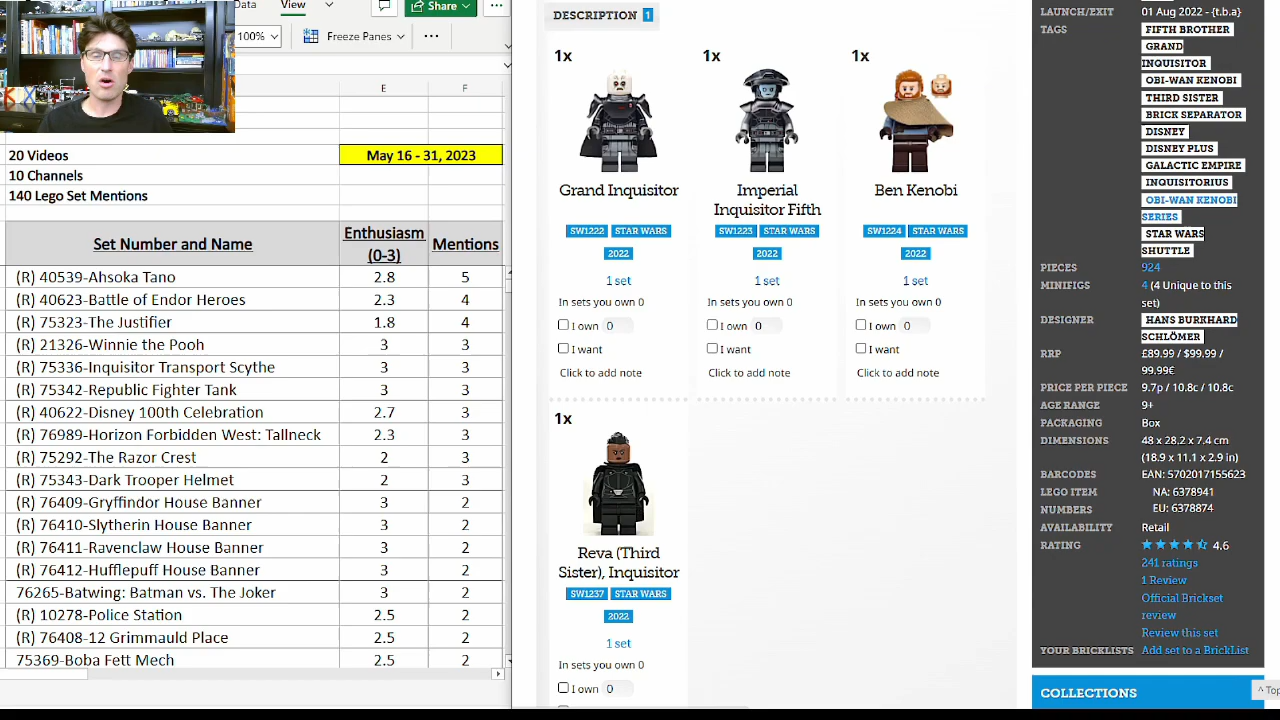 Data View Share ...
100% Freeze Panes ...
E F
20 Videos May 16 - 31, 2023
10 Channels
140 Lego Set Mentions
Set Number and Name Enthusiasm (0-3) Mentions
(R) 40539-Ahsoka Tano 2.8 5
(R) 40623-Battle of Endor Heroes 2.3 4
(R) 75323-The Justifier 1.8 4
(R) 21326-Winnie the Pooh 3 3
(R) 75336-Inquisitor Transport Scythe 3 3
(R) 75342-Republic Fighter Tank 3 3
(R) 40622-Disney 100th Celebration 2.7 3
(R) 76989-Horizon Forbidden West: Tallneck 2.3 3
(R) 75292-The Razor Crest 2 3
(R) 75343-Dark Trooper Helmet 2 3
(R) 76409-Gryffindor House Banner 3 2
(R) 76410-Slytherin House Banner 3 2
(R) 76411-Ravenclaw House Banner 3 2
(R) 76412-Hufflepuff House Banner 3 2
76265-Batwing: Batman vs. The Joker 3 2
(R) 10278-Police Station 2.5 2
(R) 76408-12 Grimmauld Place 2.5 2
75369-Boba Fett Mech 2.5 2
DESCRIPTION 1
1x
Grand Inquisitor
SW1222 STAR WARS
2022
1 set
In sets you own 0
I own 0
I want
Click to add note
1x
Imperial
Inquisitor Fifth
SW1223 STAR WARS
2022
1 set
In sets you own 0
I own 0
I want
Click to add note
1x
Ben Kenobi
SW1224 STAR WARS
2022
1 set
In sets you own 0
I own 0
I want
Click to add note
1x
Reva (Third
Sister), Inquisitor
SW1237 STAR WARS
2022
1 set
In sets you own 0
I own 0
LAUNCH/EXIT 01 Aug 2022 - {t.b.a}
TAGS FIFTH BROTHER
GRAND
INQUISITOR
OBI-WAN KENOBI
THIRD SISTER
BRICK SEPARATOR
DISNEY
DISNEY PLUS
GALACTIC EMPIRE
INQUISITORIUS
OBI-WAN KENOBI
SERIES
STAR WARS
SHUTTLE
PIECES 924
MINIFIGS 4 (4 Unique to this
set)
DESIGNER HANS BURKHARD
SCHLÖMER
RRP £89.99 / $99.99 /
99.99€
PRICE PER PIECE 9.7p / 10.8c / 10.8c
AGE RANGE 9+
PACKAGING Box
DIMENSIONS 48 x 28.2 x 7.4 cm
(18.9 x 11.1 x 2.9 in)
BARCODES EAN: 5702017155623
LEGO ITEM NA: 6378941
NUMBERS EU: 6378874
AVAILABILITY Retail
RATING 4.6
241 ratings
1 Review
Official Brickset
review
Review this set
YOUR BRICKLISTS Add set to a BrickList
COLLECTIONS
^ Top